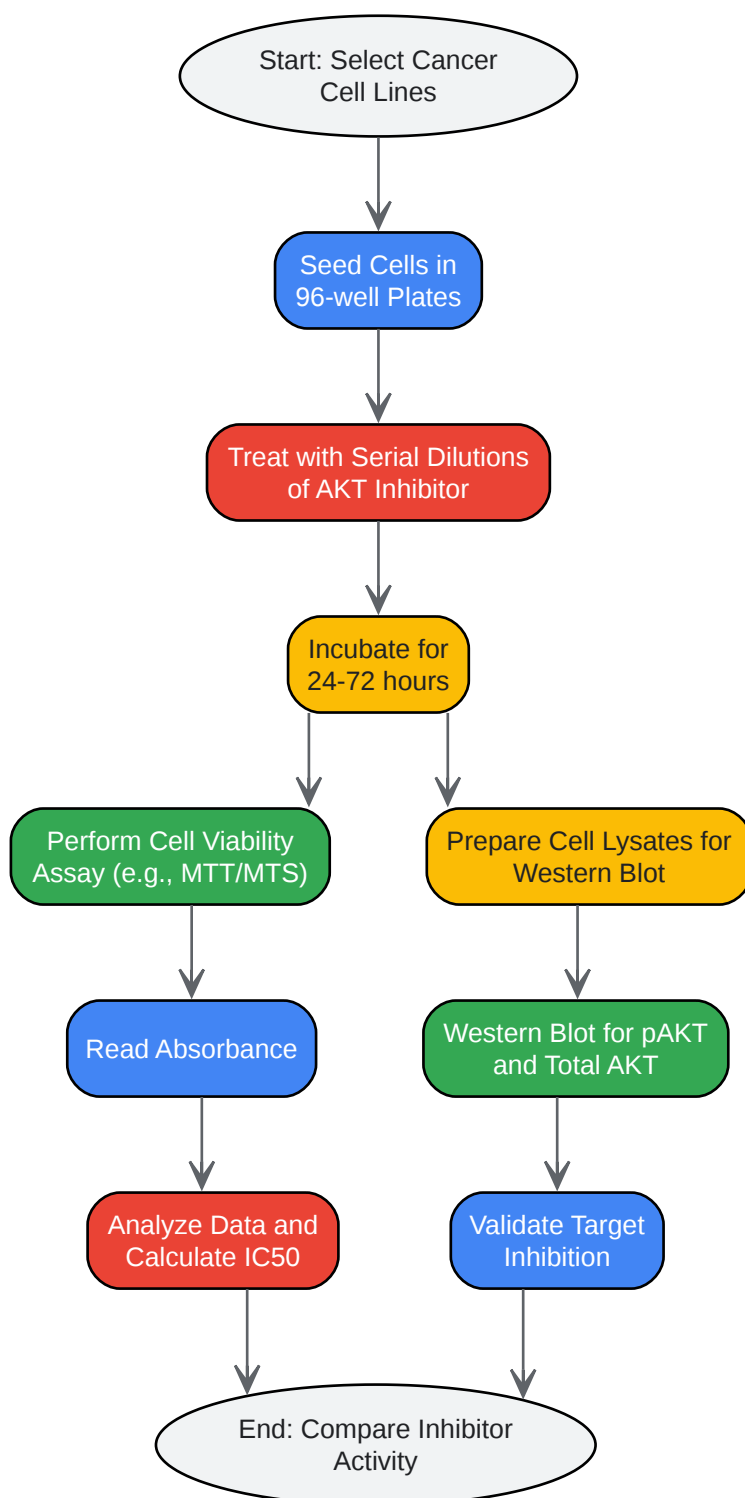 Start: Select Cancer
Cell Lines
Seed Cells in
96-well Plates
Treat with Serial Dilutions
of AKT Inhibitor
Incubate for
24-72 hours
Perform Cell Viability
Assay (e.g., MTT/MTS)
Prepare Cell Lysates for
Western Blot
Read Absorbance
Western Blot for pAKT
and Total AKT
Analyze Data and
Calculate IC50
Validate Target
Inhibition
End: Compare Inhibitor
Activity